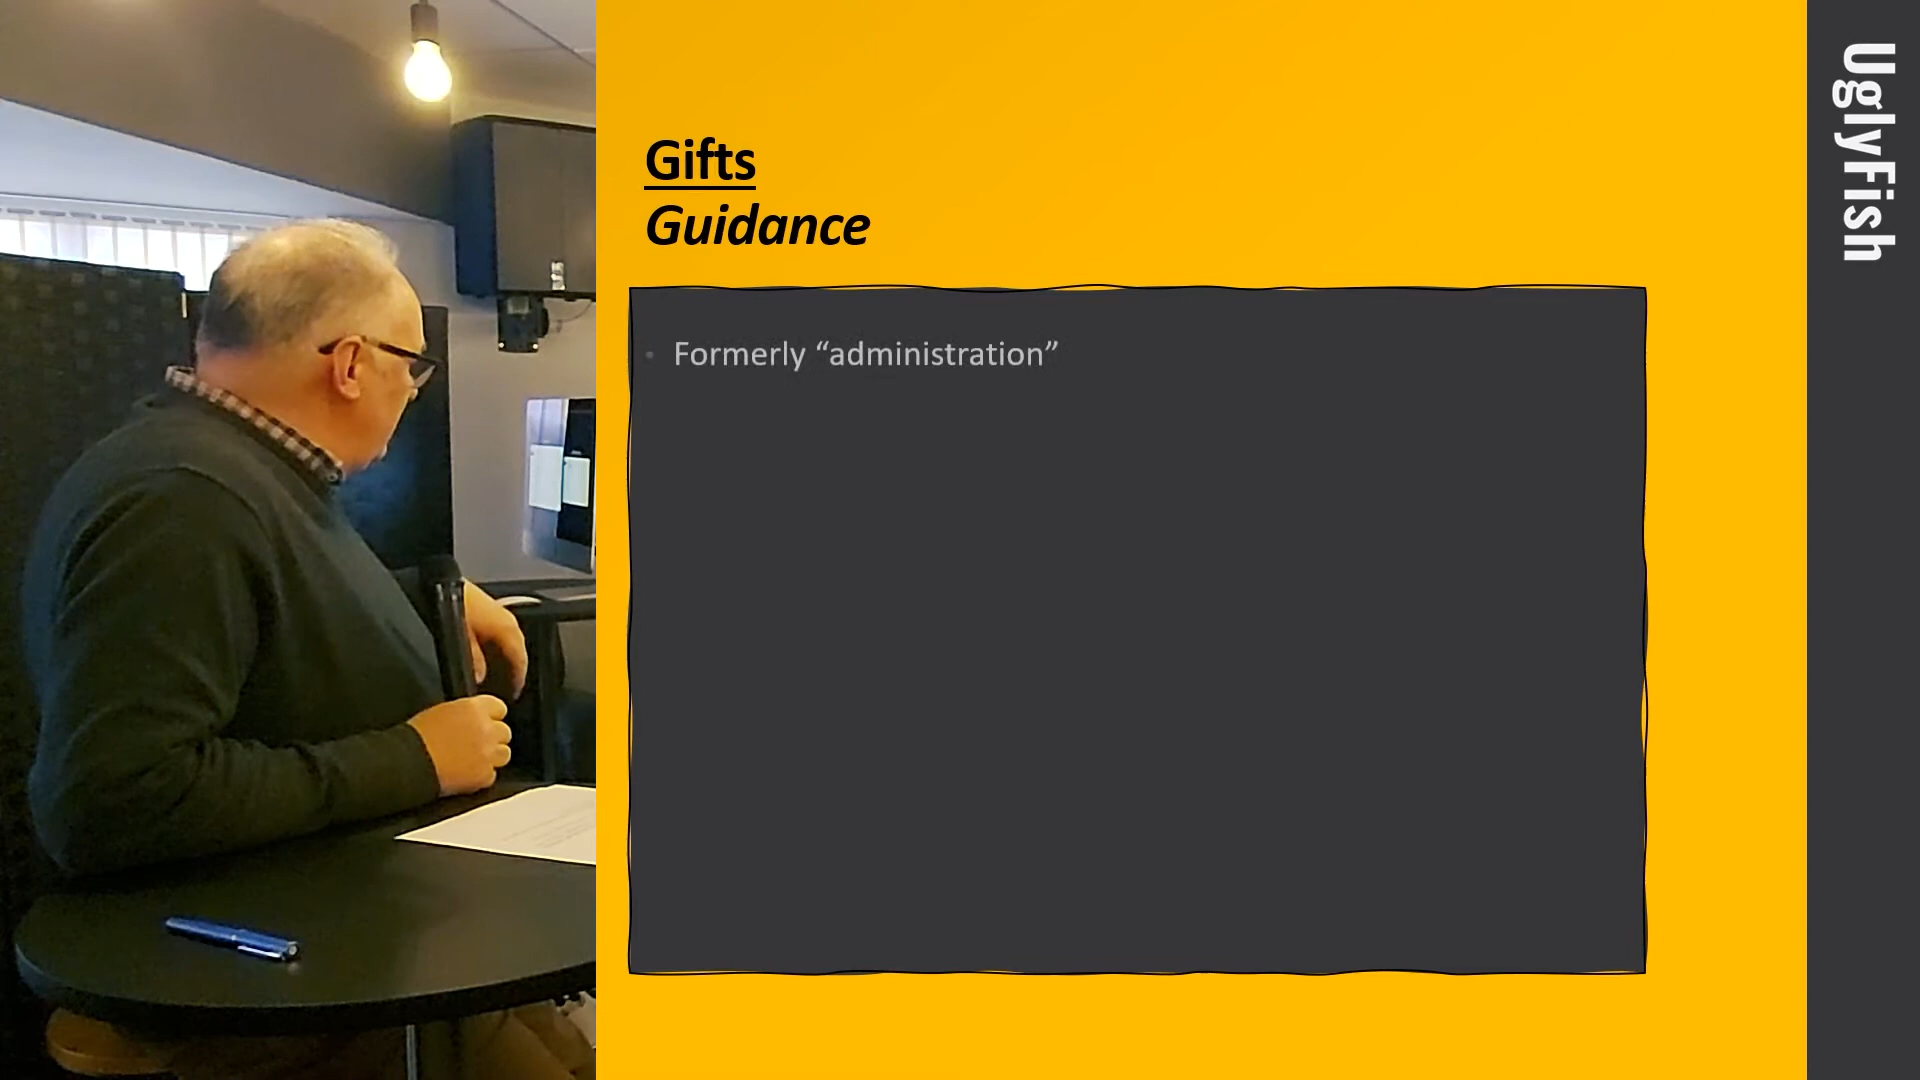 Gifts
Guidance
• Formerly “administration”
UglyFish